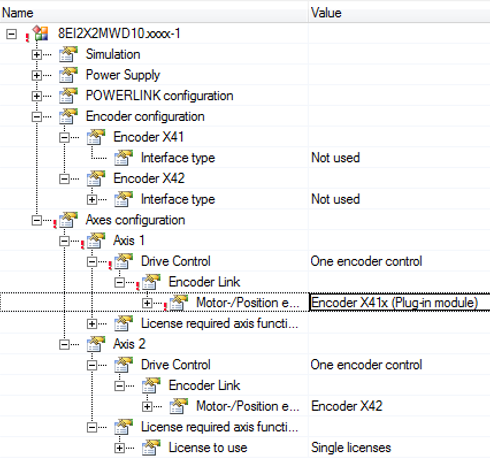 Name Value
8EI2X2MWD10.xxxx-1
Simulation
Power Supply
POWERLINK configuration
Encoder configuration
Encoder X41
Interface type Not used
Encoder X42
Interface type Not used
Axes configuration
Axis 1
Drive Control One encoder control
Encoder Link
Motor-/Position e... Encoder X41x (Plug-in module)
License required axis functi...
Axis 2
Drive Control One encoder control
Encoder Link
Motor-/Position e... Encoder X42
License required axis functi...
License to use Single licenses